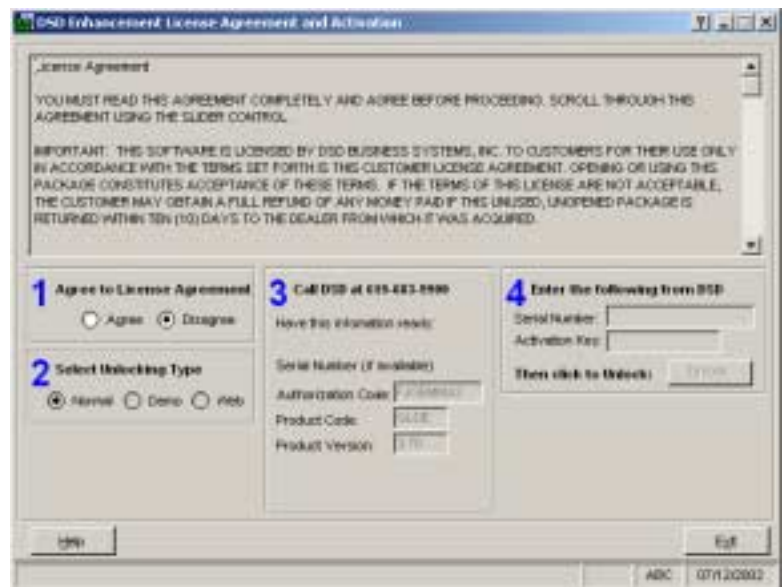 DSD Enhancement License Agreement and Activation
License Agreement
YOU MUST READ THIS AGREEMENT COMPLETELY AND AGREE BEFORE PROCEEDING. SCROLL THROUGH THIS
AGREEMENT USING THE SLIDER CONTROL
IMPORTANT: THIS SOFTWARE IS LICENSED BY DSD BUSINESS SYSTEMS, INC. TO CUSTOMERS FOR THEIR USE ONLY
IN ACCORDANCE WITH THE TERMS SET FORTH IS THIS CUSTOMER LICENSE AGREEMENT. OPENING OR USING THIS
PACKAGE CONSTITUTES ACCEPTANCE OF THESE TERMS. IF THE TERMS OF THIS LICENSE ARE NOT ACCEPTABLE,
THE CUSTOMER MAY OBTAIN A FULL REFUND OF ANY MONEY PAID IF THIS UNUSED, UNOPENED PACKAGE IS
RETURNED WITHIN TEN (10) DAYS TO THE DEALER FROM WHICH IT WAS ACQUIRED.
1 Agree to License Agreement
Agree Disagree
2 Select Unlocking Type
Normal Demo Web
3 Call DSD at
Have this information ready:
Serial Number (if available)
Authorization Code:
Product Code:
Product Version:
4 Enter the following from DSD
Serial Number:
Activation Key:
Then click to Unlock: Unlock
Help
Exit
ABC 07/12/2002